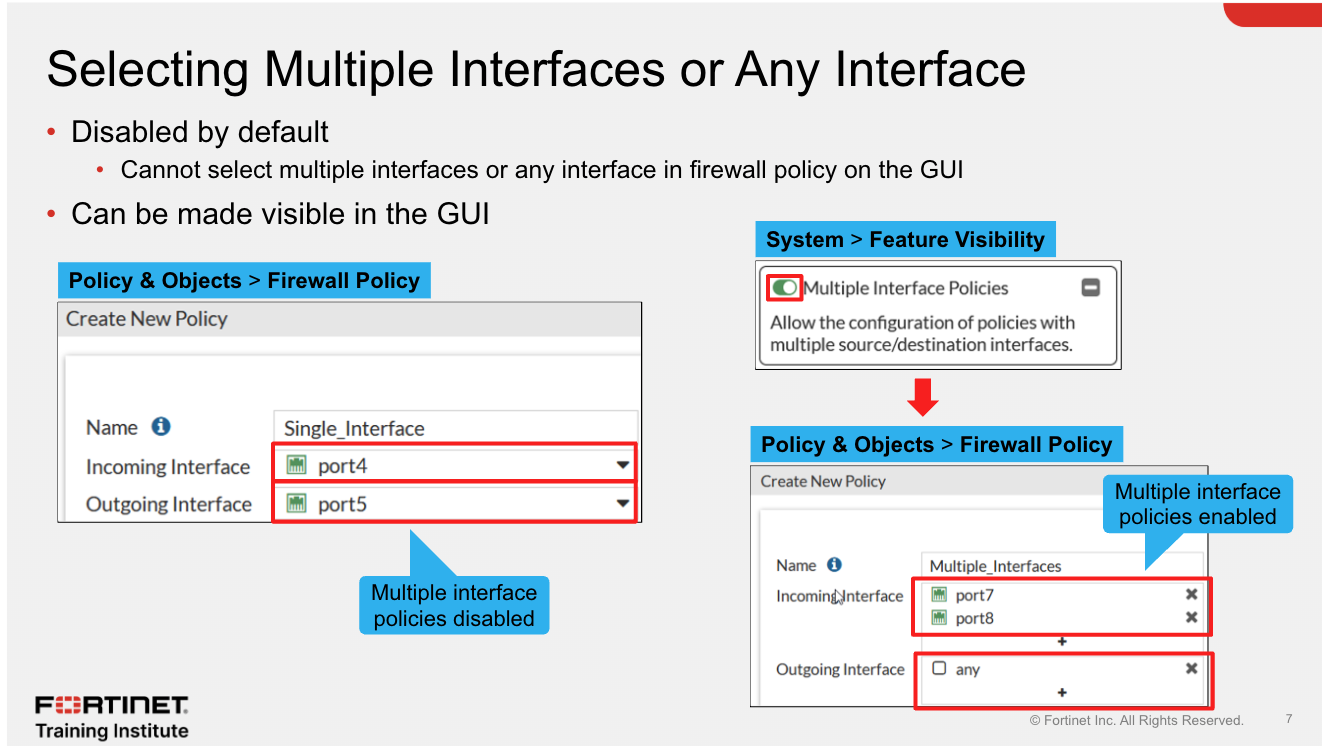 Selecting Multiple Interfaces or Any Interface
• Disabled by default
• Cannot select multiple interfaces or any interface in firewall policy on the GUI
• Can be made visible in the GUI
Policy & Objects > Firewall Policy
Create New Policy
Name
Single_Interface
Incoming Interface
port4
Outgoing Interface
port5
Multiple interface
policies disabled
System > Feature Visibility
Multiple Interface Policies
Allow the configuration of policies with
multiple source/destination interfaces.
Policy & Objects > Firewall Policy
Create New Policy
Multiple interface
policies enabled
Name
Multiple_Interfaces
Incoming Interface
port7
port8
+
Outgoing Interface
any
+
FORTINET
Training Institute
© Fortinet Inc. All Rights Reserved.
7